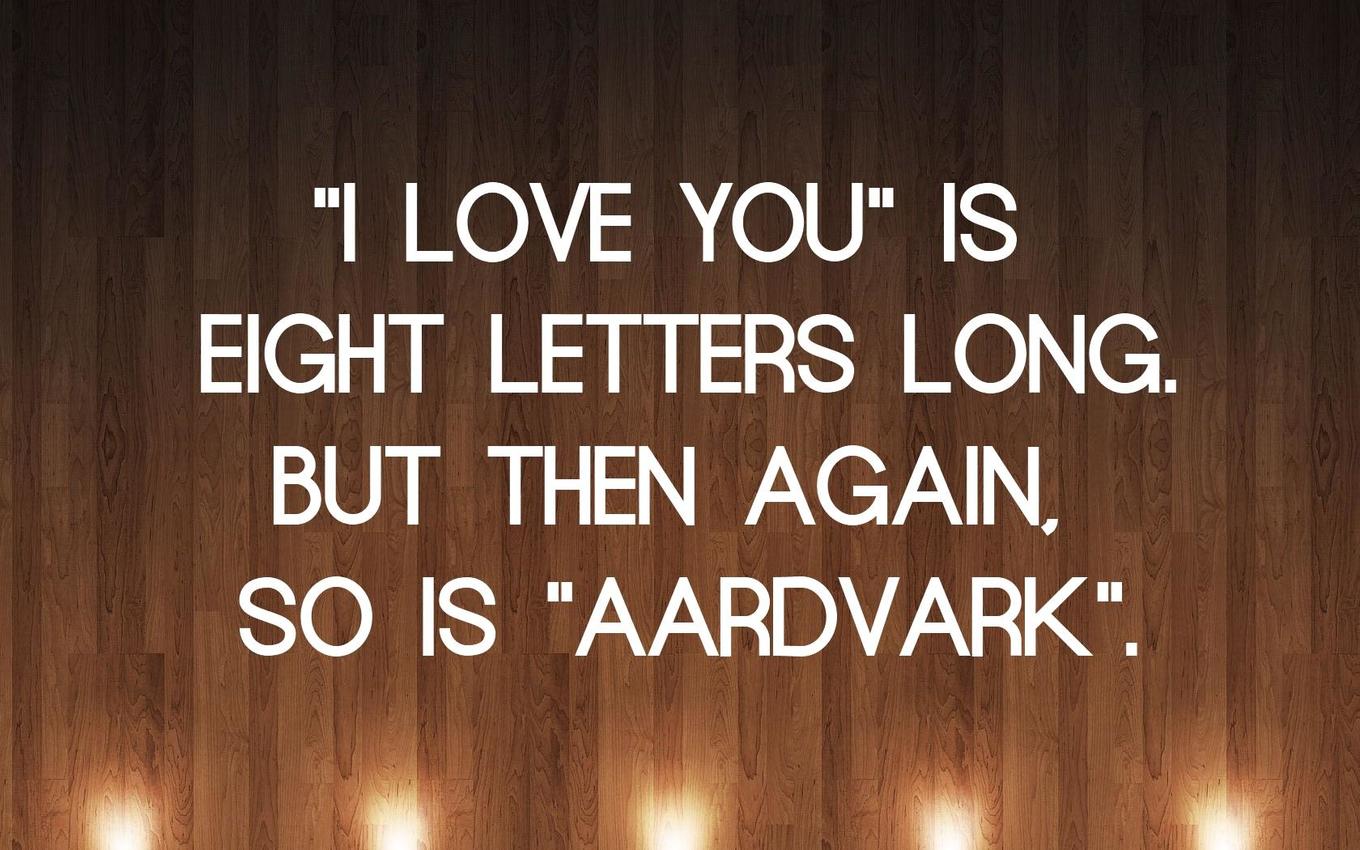 "I LOVE YOU" IS
EIGHT LETTERS LONG.
BUT THEN AGAIN,
SO IS "AARDVARK".